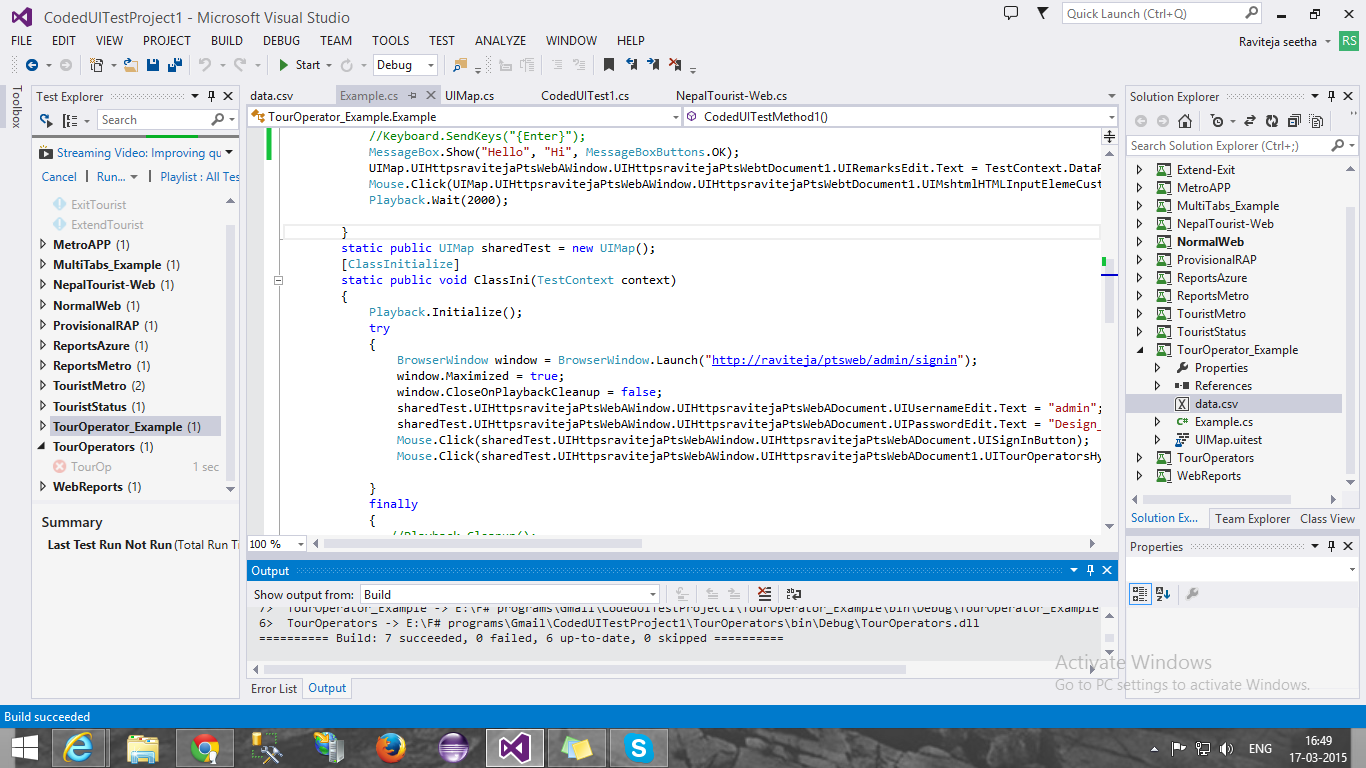 CodedUITestProject1 - Microsoft Visual Studio
Quick Launch (Ctrl+Q)
FILE EDIT VIEW PROJECT BUILD DEBUG TEAM TOOLS TEST ANALYZE WINDOW HELP
Raviteja seetha RS
Start Debug
Toolbox
Test Explorer
Search
Streaming Video: Improving qu
Cancel Run... Playlist : All Tes
ExitTourist
ExtendTourist
MetroAPP (1)
MultiTabs_Example (1)
NepalTourist-Web (1)
NormalWeb (1)
ProvisionalRAP (1)
ReportsAzure (1)
ReportsMetro (1)
TouristMetro (2)
TouristStatus (1)
TourOperator_Example (1)
TourOperators (1)
TourOp 1 sec
WebReports (1)
Summary
Last Test Run Not Run (Total Run Ti
data.csv Example.cs UIMap.cs CodedUITest1.cs NepalTourist-Web.cs
TourOperator_Example.Example CodedUITestMethod1()
//Keyboard.SendKeys("{Enter}");
MessageBox.Show("Hello", "Hi", MessageBoxButtons.OK);
UIMap.UIHttpsravitejaPtsWebAWindow.UIHttpsravitejaPtsWebtDocument1.UIRemarksEdit.Text = TestContext.DataR
Mouse.Click(UIMap.UIHttpsravitejaPtsWebAWindow.UIHttpsravitejaPtsWebtDocument1.UIMshtmlHTMLInputElemeCust
Playback.Wait(2000);
}
static public UIMap sharedTest = new UIMap();
[ClassInitialize]
static public void ClassIni(TestContext context)
{
Playback.Initialize();
try
{
BrowserWindow window = BrowserWindow.Launch("http://raviteja/ptsweb/admin/signin");
window.Maximized = true;
window.CloseOnPlaybackCleanup = false;
sharedTest.UIHttpsravitejaPtsWebAWindow.UIHttpsravitejaPtsWebADocument.UIUsernameEdit.Text = "admin";
sharedTest.UIHttpsravitejaPtsWebAWindow.UIHttpsravitejaPtsWebADocument.UIPasswordEdit.Text = "Design_
Mouse.Click(sharedTest.UIHttpsravitejaPtsWebAWindow.UIHttpsravitejaPtsWebADocument.UISignInButton);
Mouse.Click(sharedTest.UIHttpsravitejaPtsWebAWindow.UIHttpsravitejaPtsWebADocument1.UITourOperatorsHy
}
finally
{
//Playback.Cleanup();
100 %
Output
Show output from: Build
7> TourOperator_Example -> E:\F# programs\Gmail\CodedUITestProject1\TourOperator_Example\bin\Debug\TourOperator_Example
6> TourOperators -> E:\F# programs\Gmail\CodedUITestProject1\TourOperators\bin\Debug\TourOperators.dll
========== Build: 7 succeeded, 0 failed, 6 up-to-date, 0 skipped ==========
Error List Output
Solution Explorer
Search Solution Explorer (Ctrl+;)
Extend-Exit
MetroAPP
MultiTabs_Example
NepalTourist-Web
NormalWeb
ProvisionalRAP
ReportsAzure
ReportsMetro
TouristMetro
TouristStatus
TourOperator_Example
Properties
References
data.csv
C# Example.cs
UIMap.uitest
TourOperators
WebReports
Solution Ex... Team Explorer Class View
Properties
Activate Windows
Go to PC settings to activate Windows.
Build succeeded
ENG
16:49
17-03-2015